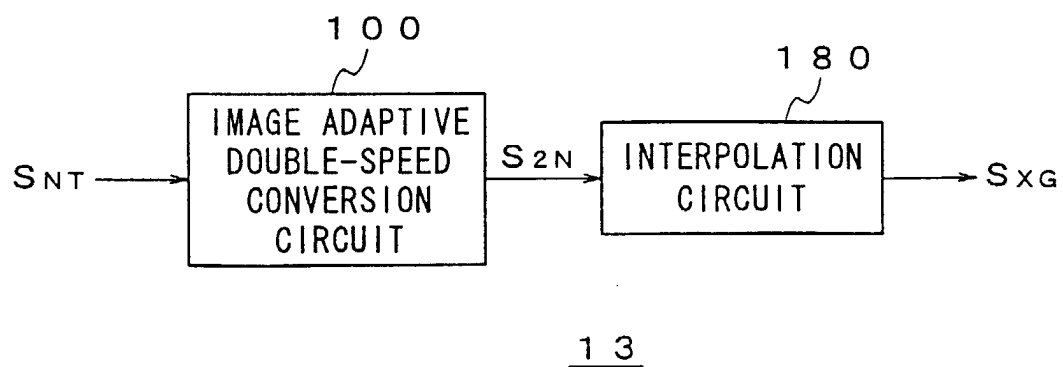 100
180
IMAGE ADAPTIVE
DOUBLE-SPEED
CONVERSION
CIRCUIT
INTERPOLATION
CIRCUIT
SNT
S2N
SXG
13